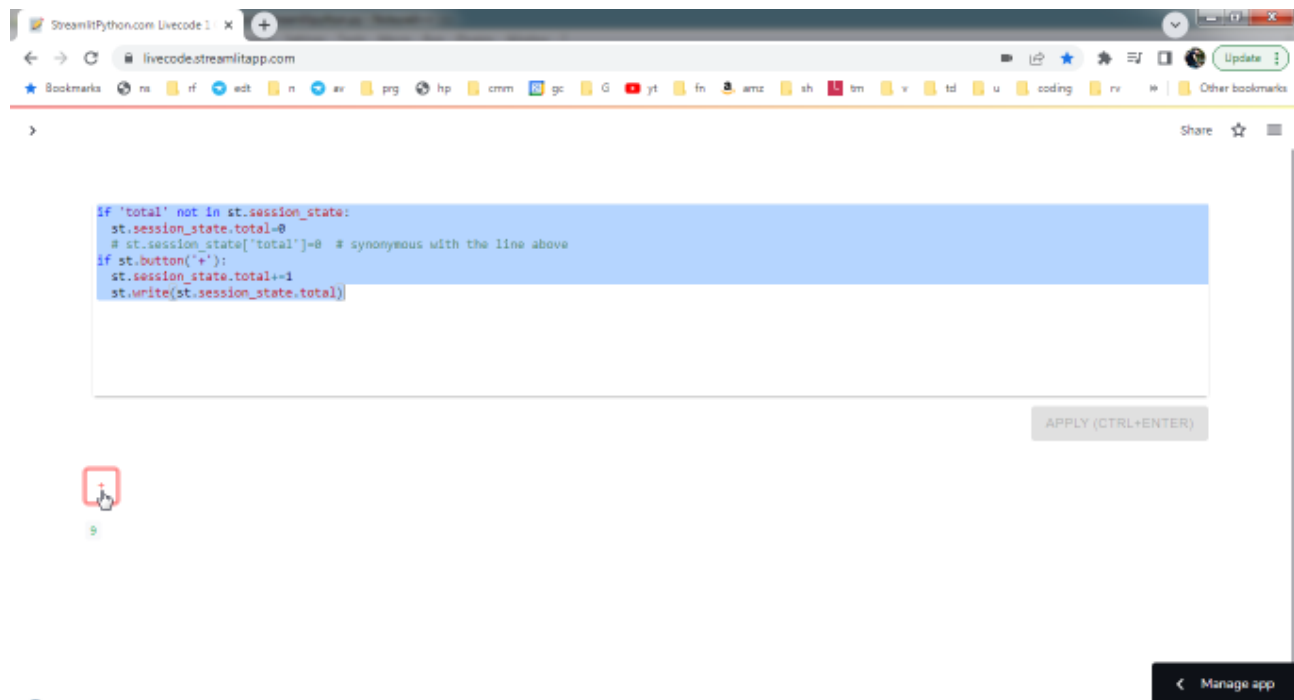 StreamlitPython.com Livecode 1
livecode.streamlitapp.com
Update
Bookmarks ns rf edt n av prg hp cmm gc G yt fn amz sh tm v td u coding rv » Other bookmarks
Share
if 'total' not in st.session_state:
st.session_state.total=0
# st.session_state['total']=0 # synonymous with the line above
if st.button('+'):
st.session_state.total+=1
st.write(st.session_state.total)
APPLY (CTRL+ENTER)
+
9
< Manage app